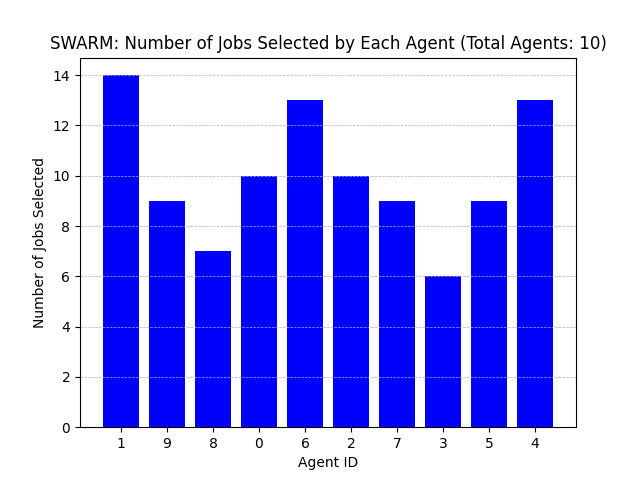 SWARM: Number of Jobs Selected by Each Agent (Total Agents: 10)
14
12
10
8
6
4
2
0
Number of Jobs Selected
1 9 8 0 6 2 7 3 5 4
Agent ID